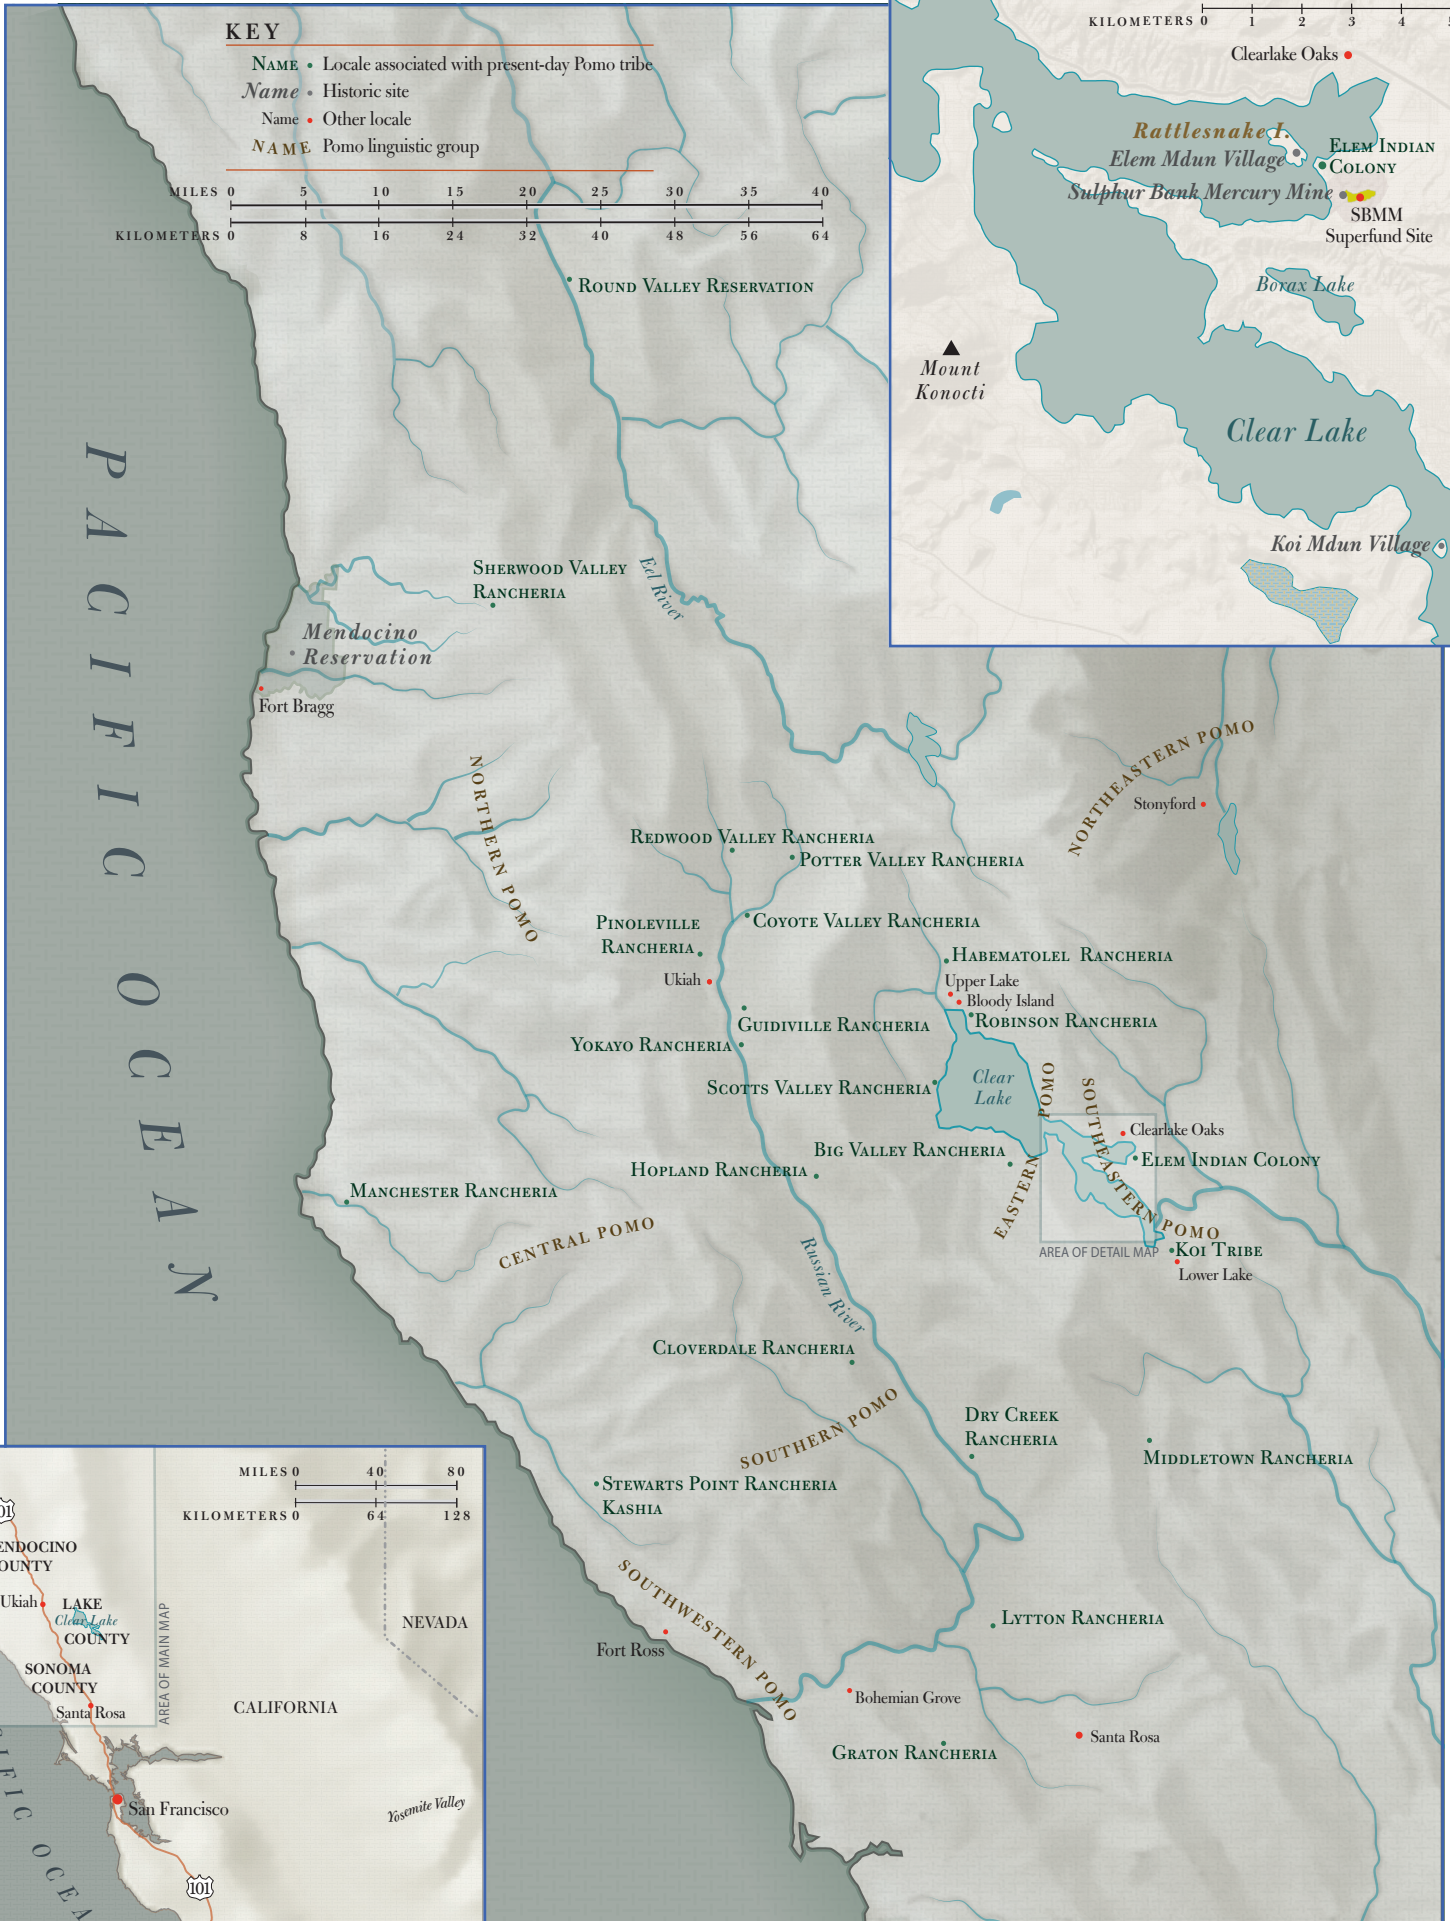 KEY
NAME • Locale associated with present-day Pomo tribe
Name • Historic site
Name • Other locale
NAME Pomo linguistic group
MILES 0 5 10 15 20 25 30 35 40
KILOMETERS 0 8 16 24 32 40 48 56 64
KILOMETERS 0 1 2 3 4
Clearlake Oaks
Rattlesnake I.
Elem Mdun Village
ELEM INDIAN
COLONY
Sulphur Bank Mercury Mine
SBMM
Superfund Site
Borax Lake
Mount
Konocti
Clear Lake
Koi Mdun Village
ROUND VALLEY RESERVATION
PACIFIC OCEAN
SHERWOOD VALLEY
RANCHERIA
Eel River
Mendocino
Reservation
Fort Bragg
NORTHERN POMO
NORTHEASTERN POMO
Stonyford
REDWOOD VALLEY RANCHERIA
POTTER VALLEY RANCHERIA
PINOLEVILLE
RANCHERIA
COYOTE VALLEY RANCHERIA
HABEMATOLEL RANCHERIA
Ukiah
Upper Lake
Bloody Island
ROBINSON RANCHERIA
GUIDIVILLE RANCHERIA
YOKAYO RANCHERIA
SCOTTS VALLEY RANCHERIA
Clear
Lake
EASTERN POMO
SOUTHEASTERN POMO
Clearlake Oaks
BIG VALLEY RANCHERIA
ELEM INDIAN COLONY
HOPLAND RANCHERIA
MANCHESTER RANCHERIA
CENTRAL POMO
AREA OF DETAIL MAP
KOI TRIBE
Lower Lake
Russian River
CLOVERDALE RANCHERIA
SOUTHERN POMO
DRY CREEK
RANCHERIA
MIDDLETOWN RANCHERIA
STEWARTS POINT RANCHERIA
KASHIA
SOUTHWESTERN POMO
LYTTON RANCHERIA
Fort Ross
Bohemian Grove
Santa Rosa
GRATON RANCHERIA
MILES 0 40 80
KILOMETERS 0 64 128
01
ENDOCINO
OUNTY
Ukiah
LAKE
Clear Lake
COUNTY
AREA OF MAIN MAP
NEVADA
SONOMA
COUNTY
Santa Rosa
CALIFORNIA
San Francisco
Yosemite Valley
IFIC OCEA
101